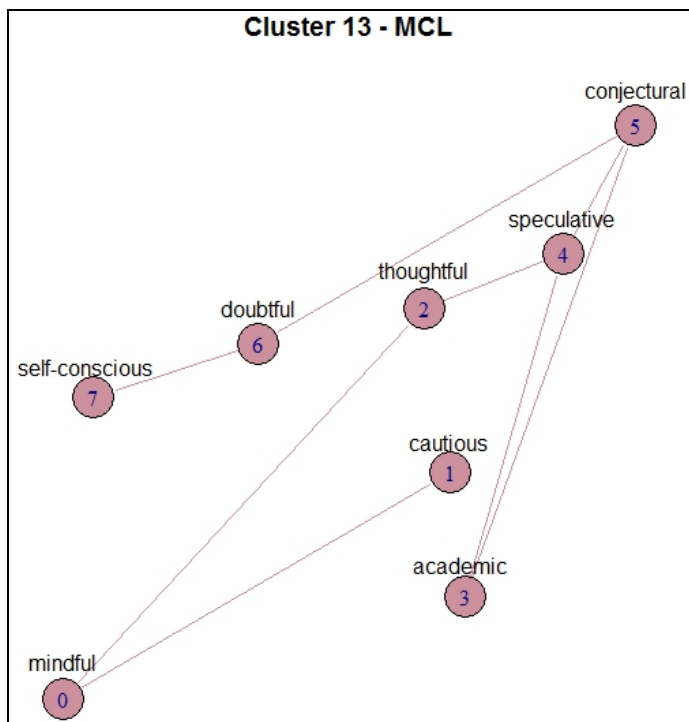 Cluster 13 - MCL
conjectural
5
speculative
4
thoughtful
2
doubtful
6
self-conscious
7
cautious
1
academic
3
mindful
0